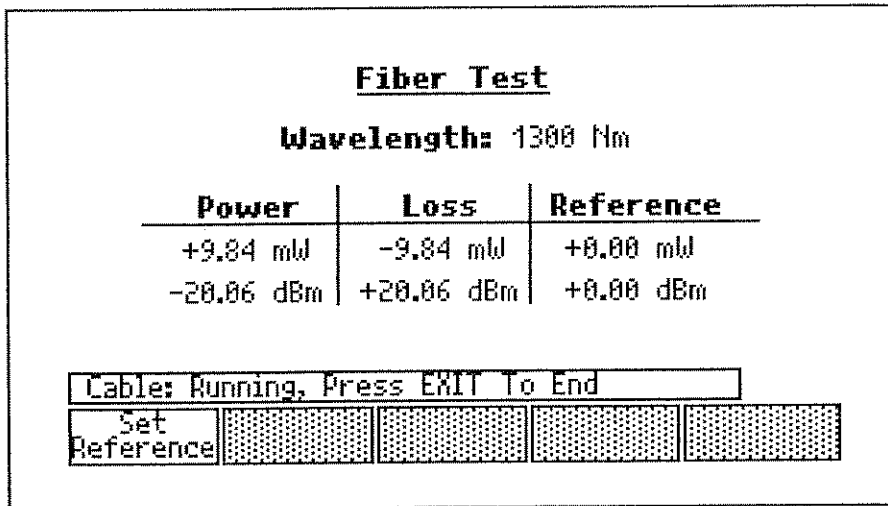 Fiber Test
Wavelength: 1300 Nm
Power Loss Reference
+9.84 mW -9.84 mW +0.00 mW
-20.06 dBm +20.06 dBm +0.00 dBm
Cable: Running, Press EXIT To End
Set
Reference